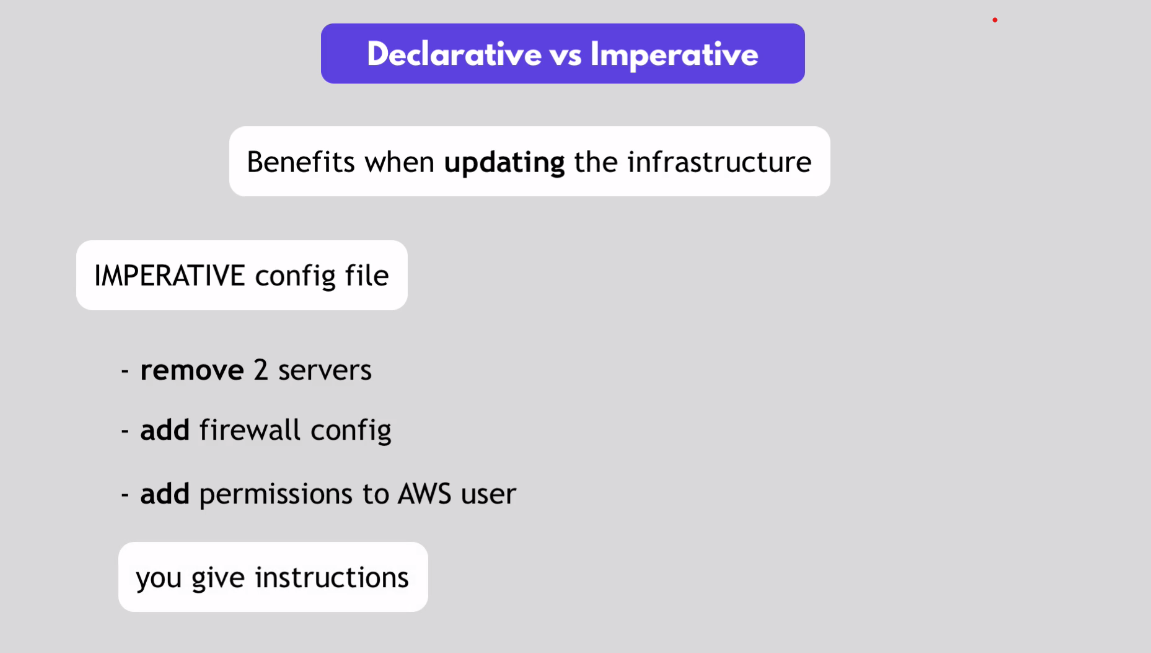 Declarative vs Imperative
Benefits when updating the infrastructure
IMPERATIVE config file
- remove 2 servers
- add firewall config
- add permissions to AWS user
you give instructions